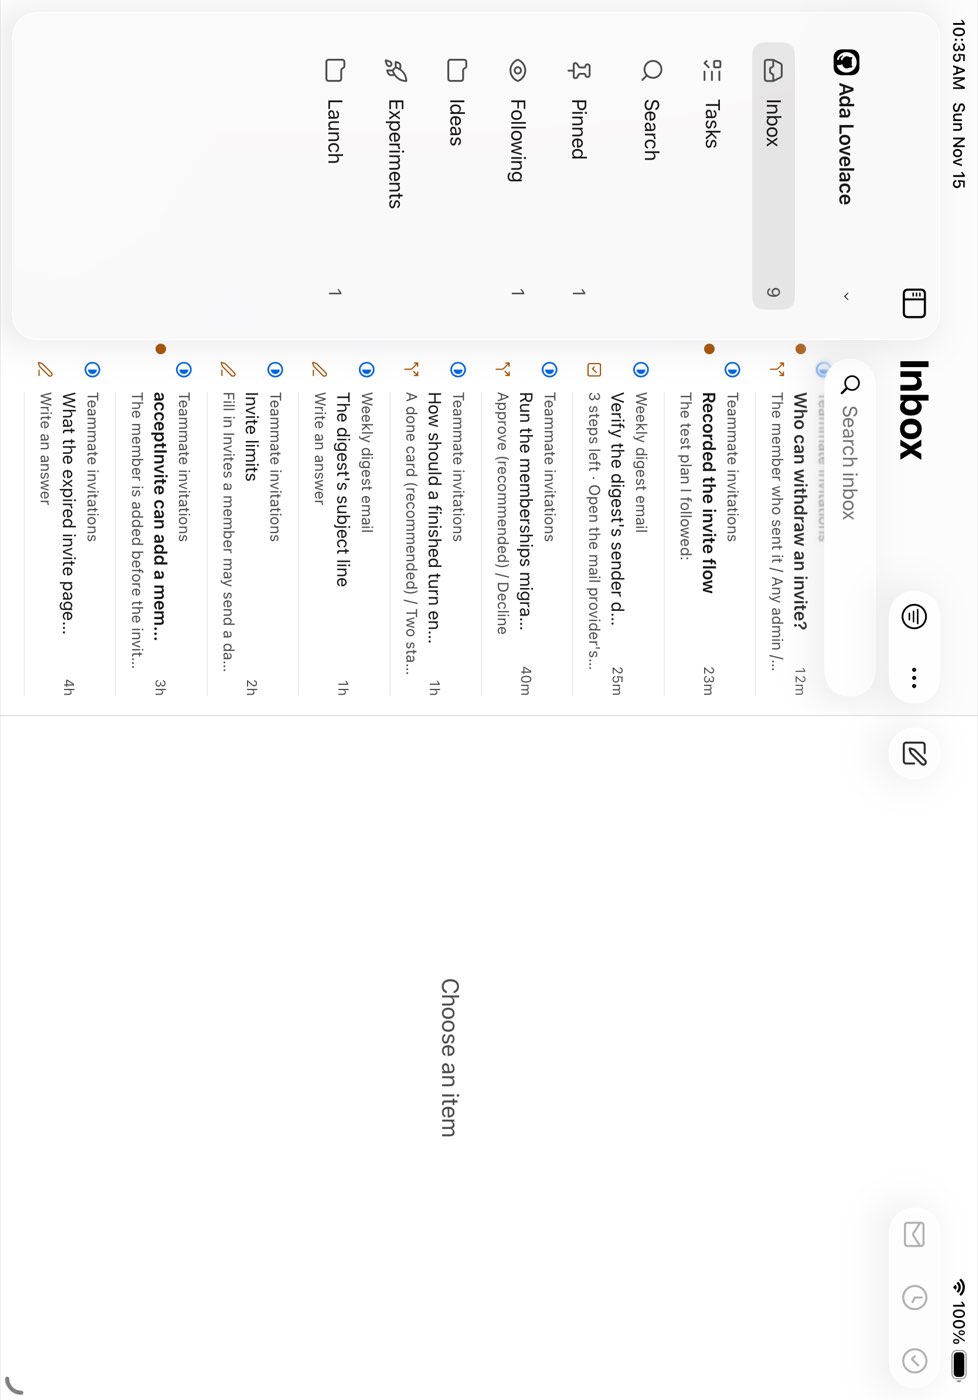 10:35 AM Sun Nov 15
100%
Ada Lovelace
Inbox 9
Tasks
Search
Pinned 1
Following 1
Ideas
Experiments
Launch 1
Inbox
Search inbox
Teammate invitations
Who can withdraw an invite? 12m
The member who sent it / Any admin /...
Teammate invitations
Recorded the invite flow 23m
The test plan I followed:
Weekly digest email
Verify the digest's sender d... 25m
3 steps left · Open the mail provider's...
Teammate invitations
Run the memberships migra... 40m
Approve (recommended) / Decline
Teammate invitations
How should a finished turn en... 1h
A done card (recommended) / Two sta...
Weekly digest email
The digest's subject line 1h
Write an answer
Teammate invitations
Invite limits 2h
Fill in Invites a member may send a da...
Teammate invitations
acceptInvite can add a mem... 3h
The member is added before the invit...
Teammate invitations
What the expired invite page... 4h
Write an answer
Choose an item